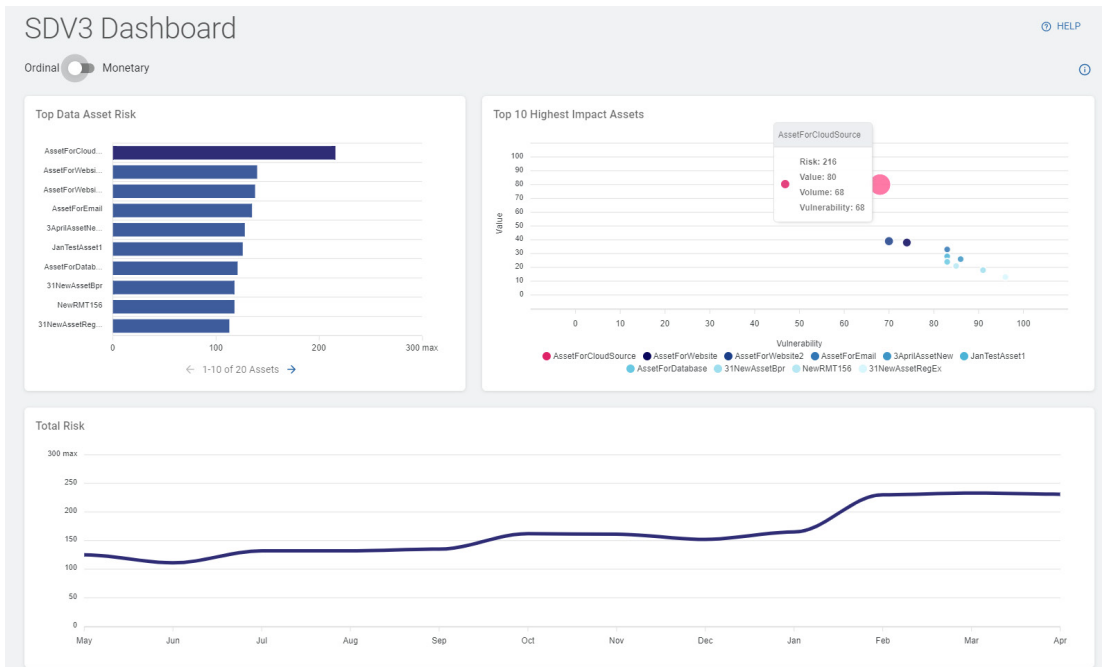 SDV3 Dashboard
HELP
Ordinal Monetary
Top Data Asset Risk
AssetForCloud...
AssetForWebsi...
AssetForWebsi...
AssetForEmail
3AprilAssetNe...
JanTestAsset1
AssetForDatab...
31NewAssetBpr
NewRMT156
31NewAssetReg...
0 100 200 300 max
1-10 of 20 Assets
Top 10 Highest Impact Assets
AssetForCloudSource
Risk: 216
Value: 80
Volume: 68
Vulnerability: 68
Value
100
90
80
70
60
50
40
30
20
10
0
0 10 20 30 40 50 60 70 80 90 100
Vulnerability
AssetForCloudSource AssetForWebsite AssetForWebsite2 AssetForEmail 3AprilAssetNew JanTestAsset1
AssetForDatabase 31NewAssetBpr NewRMT156 31NewAssetRegEx
Total Risk
300 max
250
200
150
100
50
0
May Jun Jul Aug Sep Oct Nov Dec Jan Feb Mar Apr